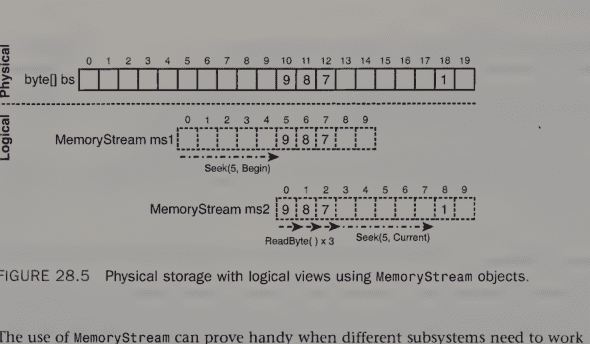 Physical
0 1 2 3 4 5 6 7 8 9 10 11 12 13 14 15 16 17 18 19
byte[] bs 9 8 7 1
Logical
0 1 2 3 4 5 6 7 8 9
MemoryStream ms1 9 8 7
Seek(5, Begin)
0 1 2 3 4 5 6 7 8 9
MemoryStream ms2 9 8 7 1
ReadByte( ) x 3 Seek(5, Current)
FIGURE 28.5 Physical storage with logical views using MemoryStream objects.
The use of MemoryStream can prove handy when different subsystems need to work